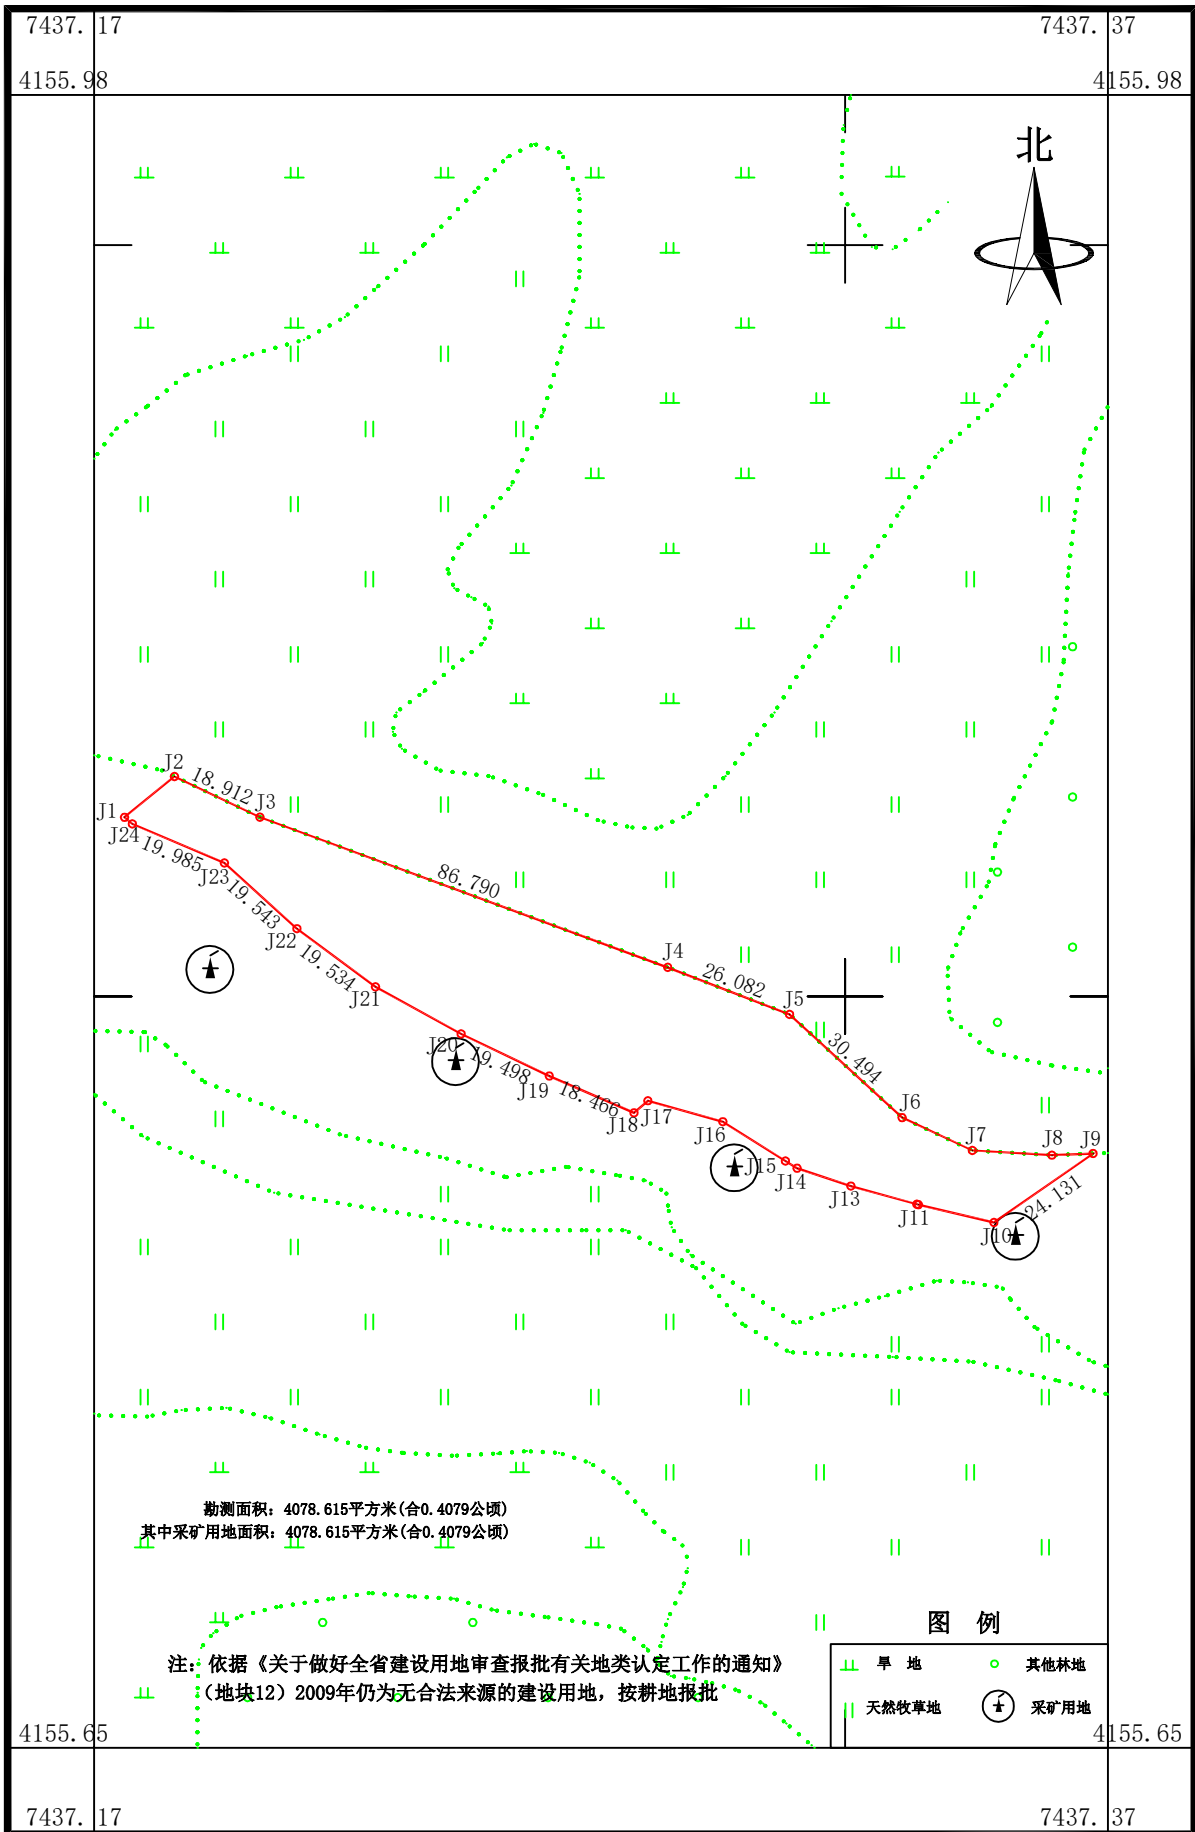 7437.17
7437.37
4155.98
4155.98
北
J2
18.912
J3
J1
J24
19.985
J23
86.790
19.543
J22
J4
26.082
19.534
J21
J5
30.494
J20
19.498
J19
18.466
J18
J17
J16
J6
J7
J8
J9
J15
J14
J13
J11
J10
24.131
勘测面积：4078.615平方米(合0.4079公顷)
其中采矿用地面积：4078.615平方米(合0.4079公顷)
图 例
旱 地
其他林地
天然牧草地
采矿用地
注：依据《关于做好全省建设用地审查报批有关地类认定工作的通知》
（地块12）2009年仍为无合法来源的建设用地，按耕地报批
4155.65
4155.65
7437.17
7437.37